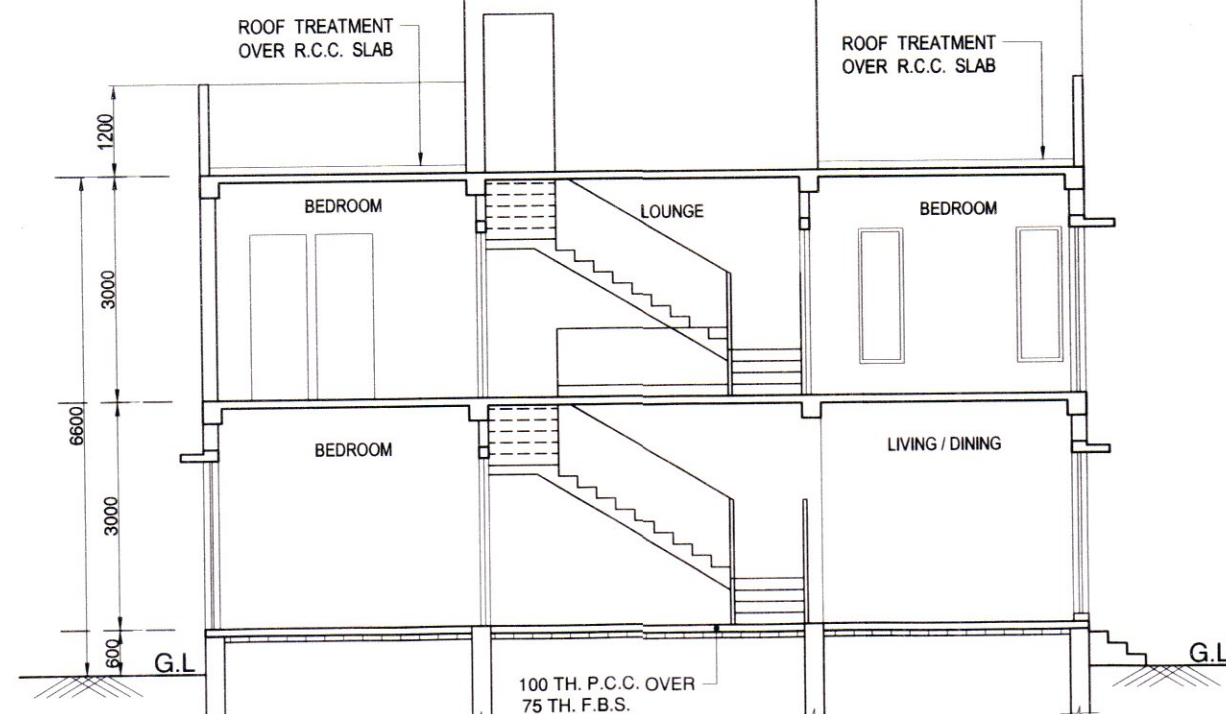 ROOF TREATMENT
OVER R.C.C. SLAB
ROOF TREATMENT
OVER R.C.C. SLAB
1200
BEDROOM
LOUNGE
BEDROOM
3000
6600
BEDROOM
LIVING / DINING
3000
600
G.L
G.L
100 TH. P.C.C. OVER
75 TH. F.B.S.